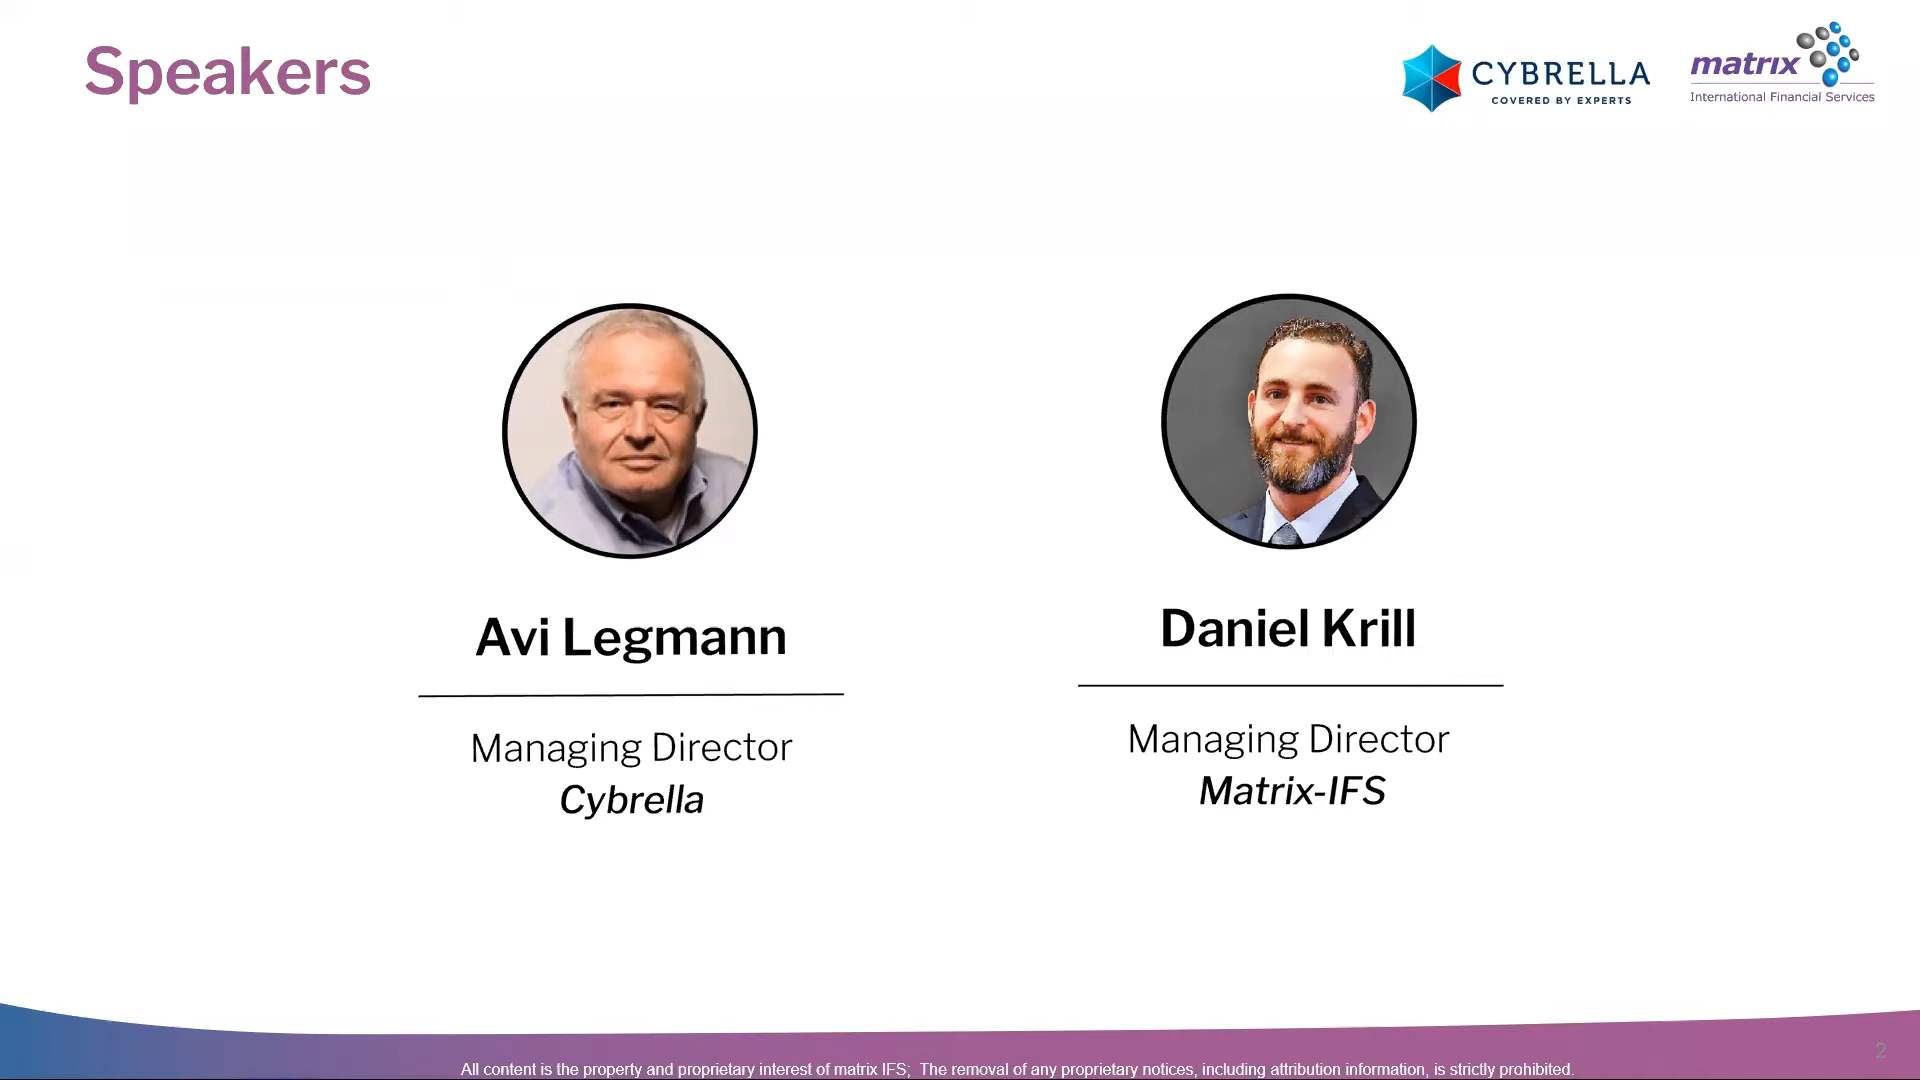 Speakers
CYBRELLA
COVERED BY EXPERTS
matrix
International Financial Services
Avi Legmann
Managing Director
Cybrella
Daniel Krill
Managing Director
Matrix-IFS
All content is the property and proprietary interest of matrix IFS;  The removal of any proprietary notices, including attribution information, is strictly prohibited.
2